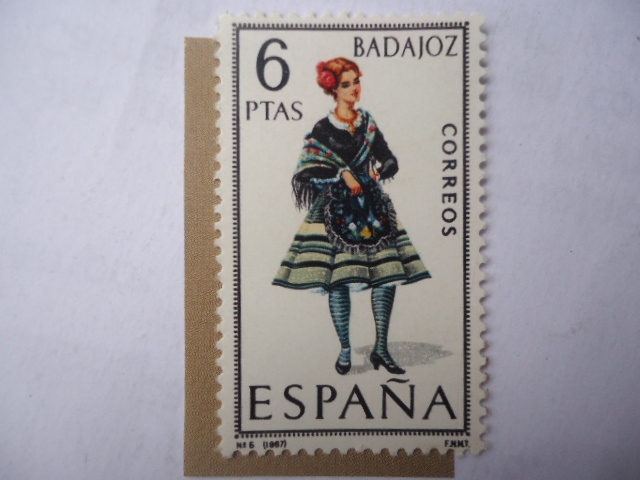 6
PTAS
BADAJOZ
CORREOS
ESPAÑA
Nº 6 (1967)
F.N.M.T.